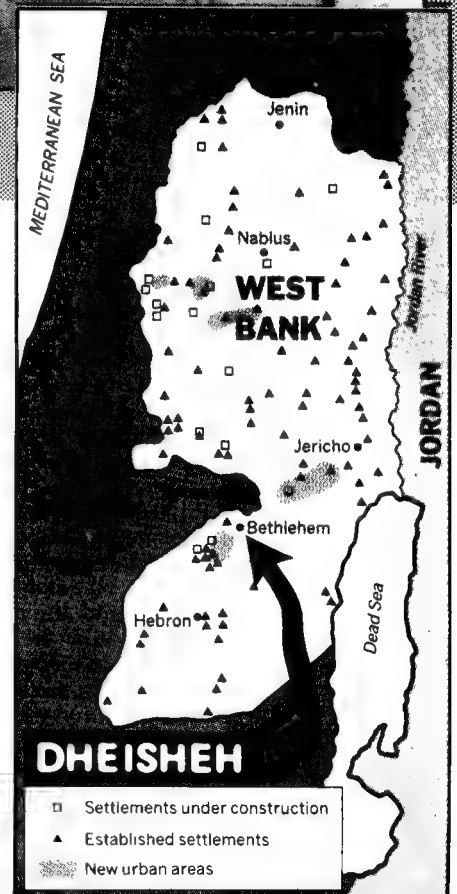 MEDITERRANEAN SEA
Jenin
Nablus
WEST
BANK
Jordan River
JORDAN
Jericho
Bethlehem
Dead Sea
Hebron
DHEISHEH
Settlements under construction
Established settlements
New urban areas